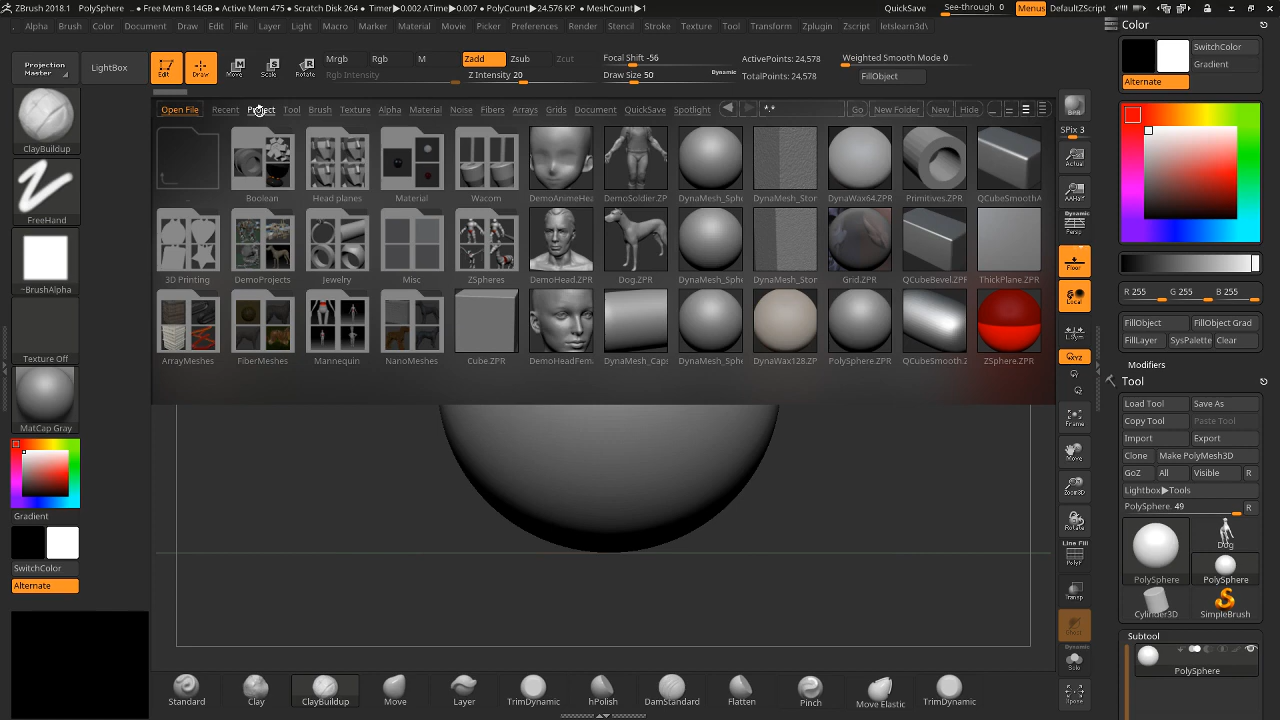 ZBrush 2018.1 PolySphere .. • Free Mem 8.14GB • Active Mem 475 • Scratch Disk 264 • Timer▶0.002 ATime▶0.007 • PolyCount▶24.576 KP • MeshCount▶1 QuickSave See-through 0 Menus DefaultZScript
Alpha Brush Color Document Draw Edit File Layer Light Macro Marker Material Movie Picker Preferences Render Stencil Stroke Texture Tool Transform Zplugin Zscript letslearn3d\
Projection Master LightBox Edit Draw Move Scale Rotate
Mrgb Rgb M Zadd Zsub Zcut Focal Shift -56 ActivePoints: 24,578 Weighted Smooth Mode 0
Rgb Intensity Z Intensity 20 Draw Size 50 Dynamic TotalPoints: 24,578 FillObject
Open File Recent Project Tool Brush Texture Alpha Material Noise Fibers Arrays Grids Document QuickSave Spotlight *.* Go New Folder New Hide
.. Boolean Head planes Material Wacom DemoAnimeHea DemoSoldier.ZP DynaMesh_Sphe DynaMesh_Stor DynaWax64.ZPR Primitives.ZPR QCubeSmoothA
3D Printing DemoProjects Jewelry Misc ZSpheres DemoHead.ZPR Dog.ZPR DynaMesh_Sphe DynaMesh_Stor Grid.ZPR QCubeBevel.ZPR ThickPlane.ZPR
ArrayMeshes FiberMeshes Mannequin NanoMeshes Cube.ZPR DemoHeadFem DynaMesh_Caps DynaMesh_Sphe DynaWax128.ZP PolySphere.ZPR QCubeSmooth.Z ZSphere.ZPR
ClayBuildup
FreeHand
~BrushAlpha
Texture Off
MatCap Gray
Gradient
SwitchColor
Alternate
Standard Clay ClayBuildup Move Layer TrimDynamic hPolish DamStandard Flatten Pinch Move Elastic TrimDynamic
BPR
SPix 3
Actual
AAHalf
Dynamic
Persp
Floor
Local
L.Sym
XYZ
Frame
Move
Zoom3D
Rotate
Line Fill
PolyF
Transp
Ghost
Dynamic
Solo
Xpose
Color
SwitchColor
Gradient
Alternate
R 255 G 255 B 255
FillObject FillObject Grad
FillLayer SysPalette Clear
Modifiers
Tool
Load Tool Save As
Copy Tool Paste Tool
Import Export
Clone Make PolyMesh3D
GoZ All Visible R
Lightbox▶Tools
PolySphere. 49 R
PolySphere Dog PolySphere
Cylinder3D SimpleBrush
Subtool
PolySphere